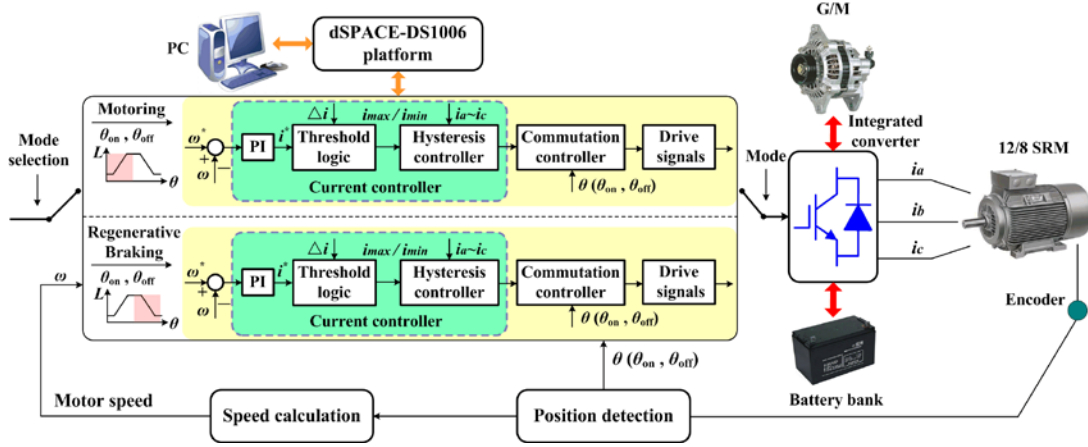 PC
dSPACE-DS1006
platform
G/M
Integrated
converter
12/8 SRM
Mode
selection
Motoring
θon , θoff
L
θ
ω*
+
−
ω
PI
i*
△i
imax / imin
ia~ic
Threshold
logic
Hysteresis
controller
Current controller
Commutation
controller
θ (θon , θoff)
Drive
signals
Mode
ia
ib
ic
Regenerative
Braking
θon , θoff
L
θ
ω
ω*
+
−
ω
PI
i*
△i
imax / imin
ia~ic
Threshold
logic
Hysteresis
controller
Current controller
Commutation
controller
θ (θon , θoff)
Drive
signals
Encoder
θ (θon , θoff)
Motor speed
Speed calculation
Position detection
Battery bank